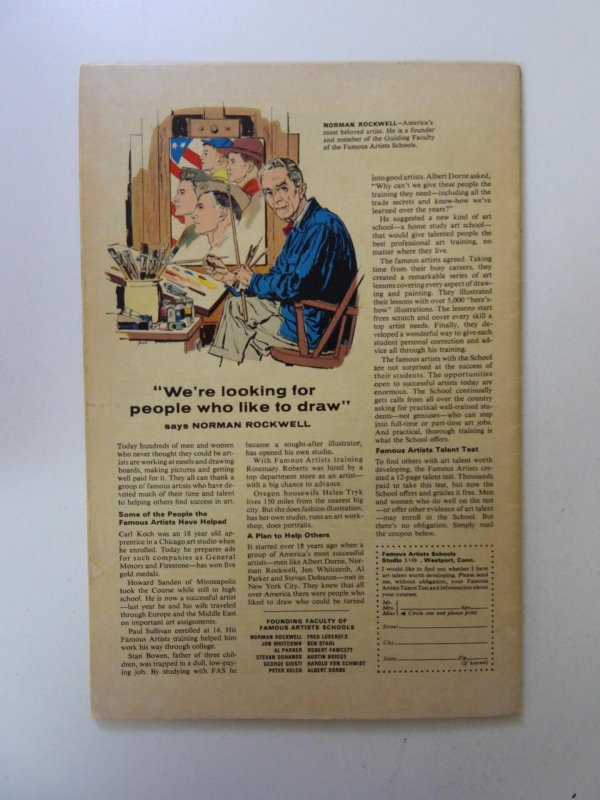 NORMAN ROCKWELL—America's
most beloved artist. He is a founder
and member of the Guiding Faculty
of the Famous Artists Schools.
"We're looking for
people who like to draw"
says NORMAN ROCKWELL
Today hundreds of men and women
who never thought they could be art-
ists are working at easels and drawing
boards, making pictures and getting
well paid for it. They all can thank a
group of famous artists who have de-
voted much of their time and talent
to helping others find success in art.
Some of the People the
Famous Artists Have Helped
Carl Koch was an 18 year old ap-
prentice in a Chicago art studio when
he enrolled. Today he prepares ads
for such companies as General
Motors and Firestone—has won five
gold medals.
Howard Sanden of Minneapolis
took the Course while still in high
school. He is now a successful artist
—last year he and his wife traveled
through Europe and the Middle East
on important art assignments.
Paul Sullivan enrolled at 14. His
Famous Artists training helped him
work his way through college.
Stan Bowen, father of three chil-
dren, was trapped in a dull, low-pay-
ing job. By studying with FAS he
became a sought-after illustrator,
has opened his own studio.
With Famous Artists training
Rosemary Roberts was hired by a
top department store as an artist—
with a big chance to advance.
Oregon housewife Helen Tryk
lives 150 miles from the nearest big
city. But she does fashion illustration,
has her own studio, runs an art work-
shop, does portraits.
A Plan to Help Others
It started over 18 years ago when a
group of America's most successful
artists—men like Albert Dorne, Nor-
man Rockwell, Jon Whitcomb, Al
Parker and Stevan Dohanos—met in
New York City. They knew that all
over America there were people who
liked to draw who could be turned
FOUNDING FACULTY OF
FAMOUS ARTISTS SCHOOLS
NORMAN ROCKWELL FRED LUDEKENS
JON WHITCOMB BEN STAHL
AL PARKER ROBERT FAWCETT
STEVAN DOHANOS AUSTIN BRIGGS
GEORGE GIUSTI HAROLD VON SCHMIDT
PETER HELCK ALBERT DORNE
into good artists. Albert Dorne asked,
"Why can't we give these people the
training they need—including all the
trade secrets and know-how we've
learned over the years?"
He suggested a new kind of art
school—a home study art school—
that would give talented people the
best professional art training, no
matter where they live.
The famous artists agreed. Taking
time from their busy careers, they
created a remarkable series of art
lessons covering every aspect of draw-
ing and painting. They illustrated
their lessons with over 5,000 "here's-
how" illustrations. The lessons start
from scratch and cover every skill a
top artist needs. Finally, they de-
veloped a wonderful way to give each
student personal correction and ad-
vice all through his training.
The famous artists with the School
are not surprised at the success of
their students. The opportunities
open to successful artists today are
enormous. The School continually
gets calls from all over the country
asking for practical well-trained stu-
dents—not geniuses—who can step
into full-time or part-time art jobs.
And practical, thorough training is
what the School offers.
Famous Artists Talent Test
To find others with art talent worth
developing, the Famous Artists cre-
ated a 12-page talent test. Thousands
paid to take this test, but now the
School offers and grades it free. Men
and women who do well on the test
—or offer other evidence of art talent
—may enroll in the School. But
there's no obligation. Simply mail
the coupon below.
Famous Artists Schools
Studio 5149, Westport, Conn.
I would like to find out whether I have
art talent worth developing. Please send
me, without obligation, your Famous
Artists Talent Test and information about
your courses.
Mr.
Mrs. Age
Miss Circle one and please print
Street
City
State Zip
(if known)